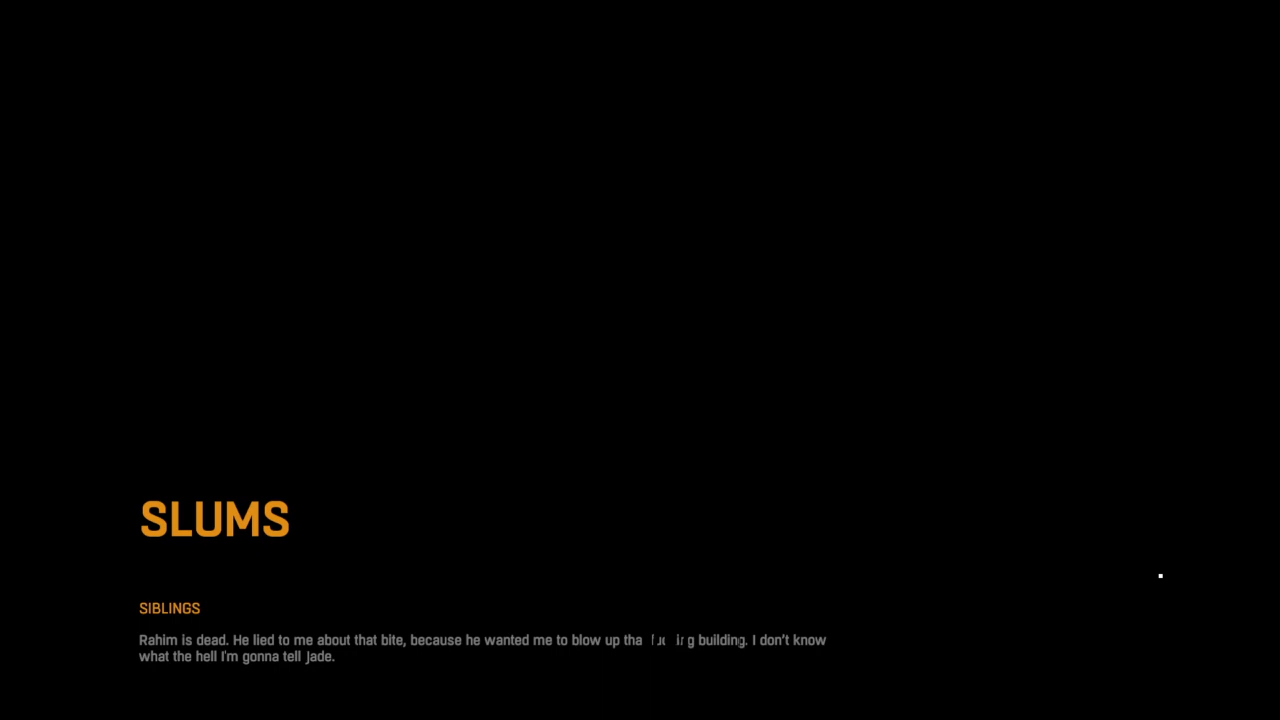 SLUMS
SIBLINGS
Rahim is dead. He lied to me about that bite, because he wanted me to blow up building. I don't know
what the hell I'm gonna tell Jade.